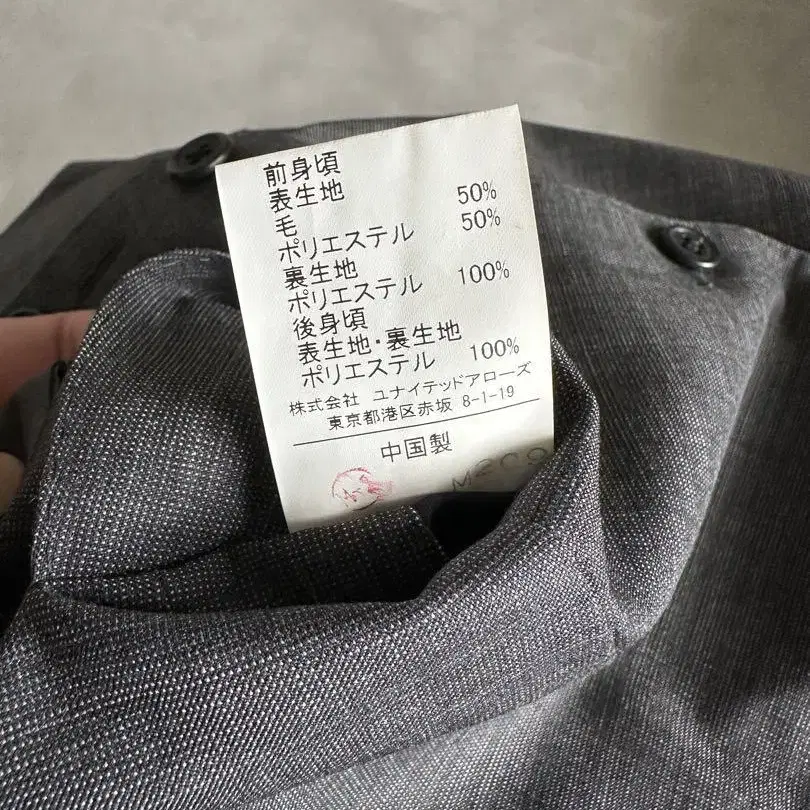 前身頃
表生地
毛 50%
ポリエステル 50%
裏生地
ポリエステル 100%
後身頃
表生地・裏生地
ポリエステル 100%
株式会社 ユナイテッドアローズ
東京都港区赤坂 8-1-19
中国製